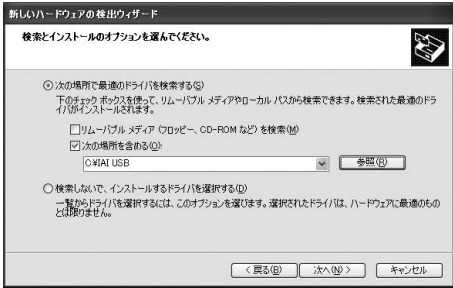 新しいハードウェアの検出ウィザード
検索とインストールのオプションを選んでください。
次の場所で最適のドライバを検索する(S)
下のチェック ボックスを使って、リムーバブル メディアやローカル パスから検索できます。検索された最適のドラ
イバがインストールされます。
リムーバブル メディア (フロッピー、CD-ROM など) を検索(M)
次の場所を含める(O):
C:¥IAI USB
参照(R)
検索しないで、インストールするドライバを選択する(D)
一覧からドライバを選択するには、このオプションを選びます。選択されたドライバは、ハードウェアに最適のもの
とは限りません。
< 戻る(B)
次へ(N) >
キャンセル